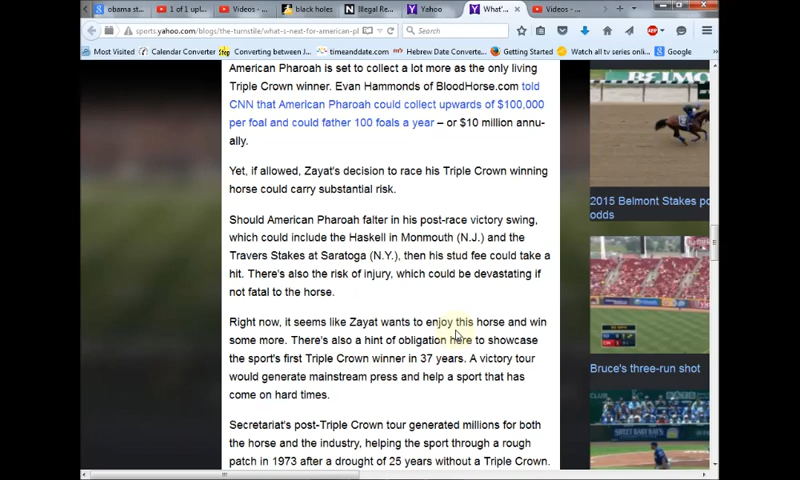 obama st...
1 of 1 upl...
Videos - ...
black holes
Illegal Re...
Yahoo
What'...
Videos - ...
sports.yahoo.com/blogs/the-turnstile/what-s-next-for-american-pl
Search
ABP
Most Visited
Calendar Converter
Converting between J...
timeanddate.com
Hebrew Date Converte...
Getting Started
Watch all tv series onli...
Google
American Pharoah is set to collect a lot more as the only living
Triple Crown winner. Evan Hammonds of BloodHorse.com told
CNN that American Pharoah could collect upwards of $100,000
per foal and could father 100 foals a year – or $10 million annu-
ally.
Yet, if allowed, Zayat's decision to race his Triple Crown winning
horse could carry substantial risk.
Should American Pharoah falter in his post-race victory swing,
which could include the Haskell in Monmouth (N.J.) and the
Travers Stakes at Saratoga (N.Y.), then his stud fee could take a
hit. There's also the risk of injury, which could be devastating if
not fatal to the horse.
Right now, it seems like Zayat wants to enjoy this horse and win
some more. There's also a hint of obligation here to showcase
the sport's first Triple Crown winner in 37 years. A victory tour
would generate mainstream press and help a sport that has
come on hard times.
Secretariat's post-Triple Crown tour generated millions for both
the horse and the industry, helping the sport through a rough
patch in 1973 after a drought of 25 years without a Triple Crown.
BELMO
2015 Belmont Stakes po
odds
Bruce's three-run shot